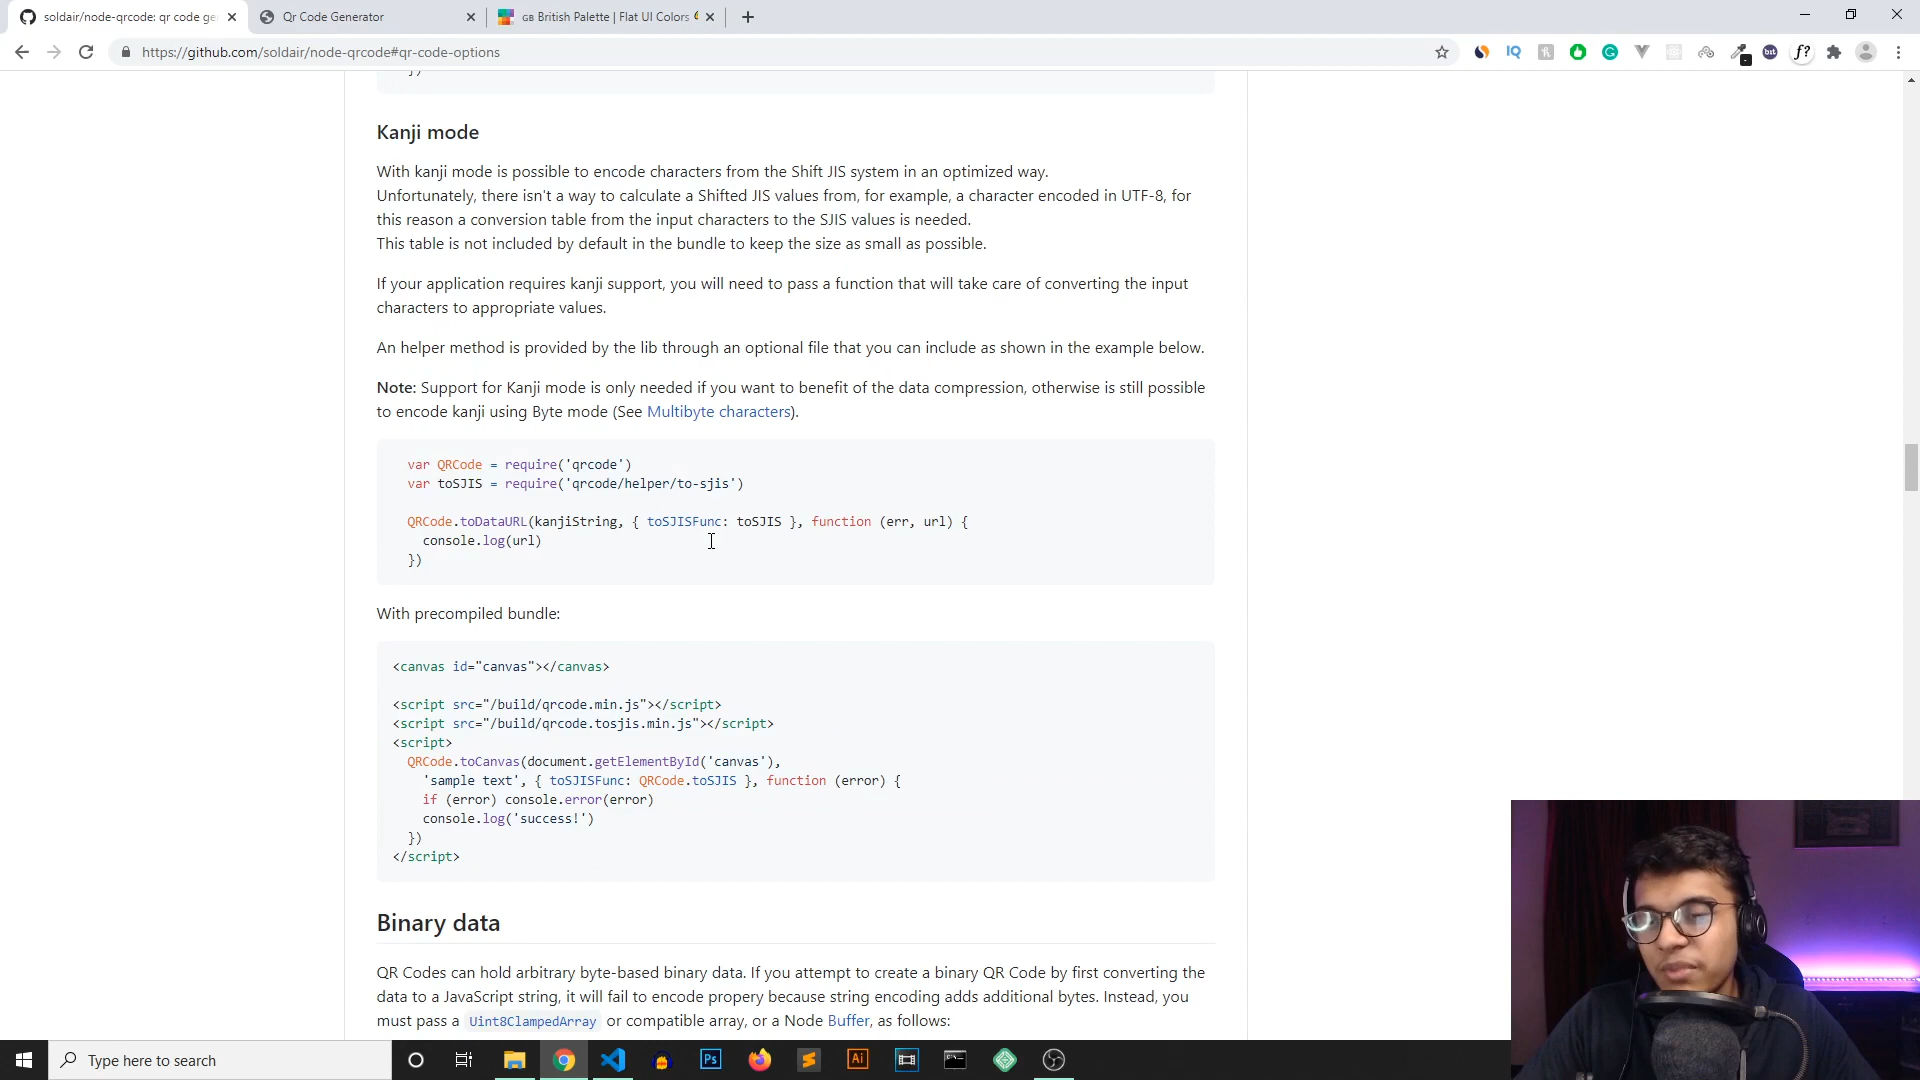 soldair/node-qrcode: qr code ge
Qr Code Generator
GB British Palette | Flat UI Colors
https://github.com/soldair/node-qrcode#qr-code-options
})
Kanji mode
With kanji mode is possible to encode characters from the Shift JIS system in an optimized way.
Unfortunately, there isn't a way to calculate a Shifted JIS values from, for example, a character encoded in UTF-8, for
this reason a conversion table from the input characters to the SJIS values is needed.
This table is not included by default in the bundle to keep the size as small as possible.
If your application requires kanji support, you will need to pass a function that will take care of converting the input
characters to appropriate values.
An helper method is provided by the lib through an optional file that you can include as shown in the example below.
Note: Support for Kanji mode is only needed if you want to benefit of the data compression, otherwise is still possible
to encode kanji using Byte mode (See Multibyte characters).
var QRCode = require('qrcode')
var toSJIS = require('qrcode/helper/to-sjis')
QRCode.toDataURL(kanjiString, { toSJISFunc: toSJIS }, function (err, url) {
console.log(url)
})
With precompiled bundle:
<canvas id="canvas"></canvas>
<script src="/build/qrcode.min.js"></script>
<script src="/build/qrcode.tosjis.min.js"></script>
<script>
QRCode.toCanvas(document.getElementById('canvas'),
'sample text', { toSJISFunc: QRCode.toSJIS }, function (error) {
if (error) console.error(error)
console.log('success!')
})
</script>
Binary data
QR Codes can hold arbitrary byte-based binary data. If you attempt to create a binary QR Code by first converting the
data to a JavaScript string, it will fail to encode propery because string encoding adds additional bytes. Instead, you
must pass a Uint8ClampedArray or compatible array, or a Node Buffer, as follows:
Type here to search